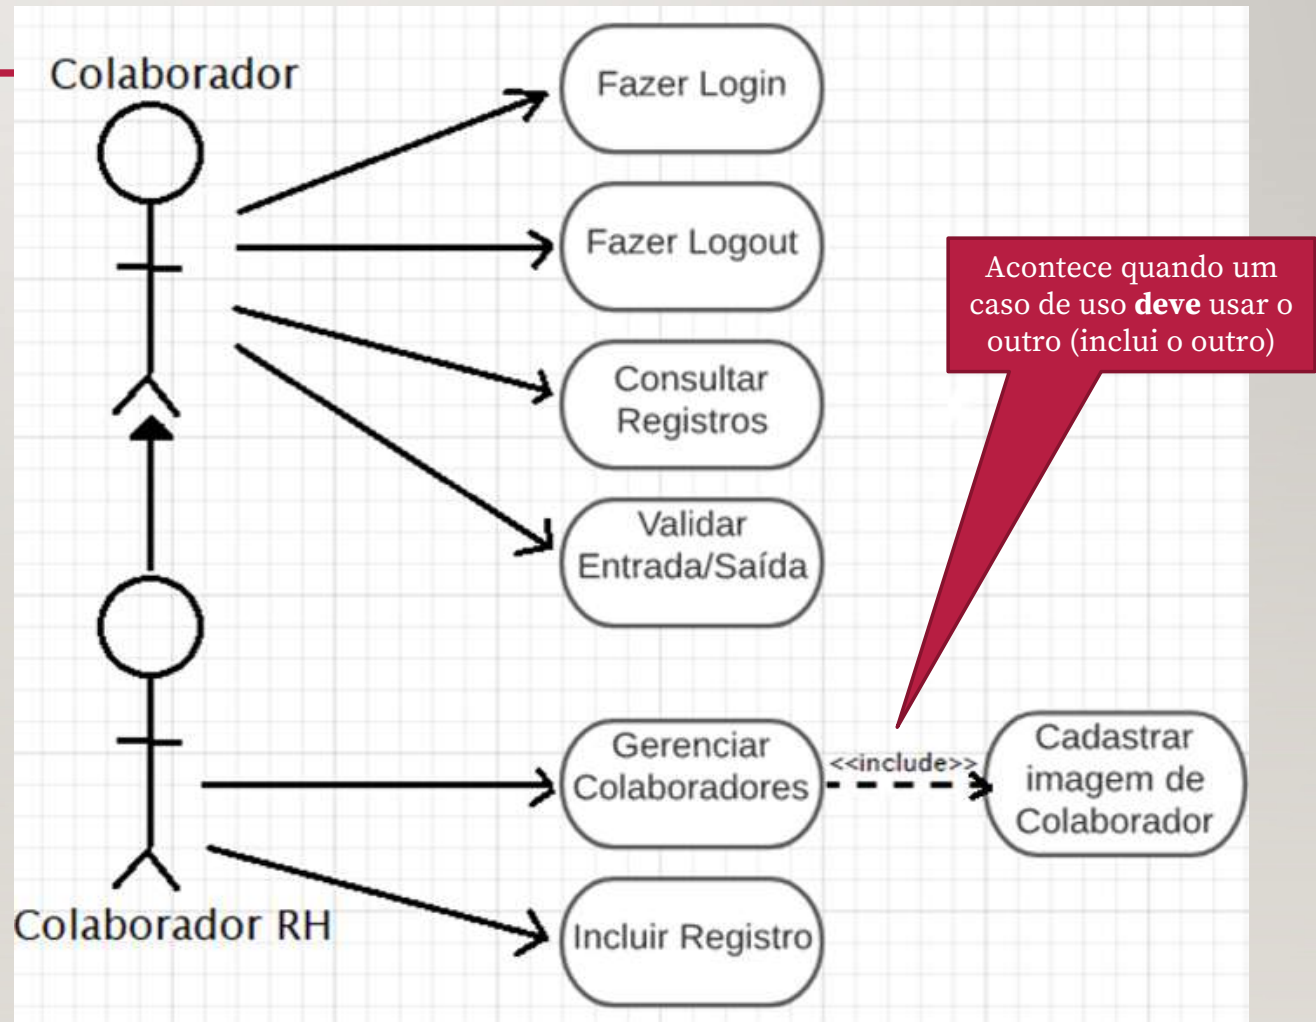 Colaborador
Fazer Login
Fazer Logout
Acontece quando um
caso de uso deve usar o
outro (inclui o outro)
Consultar
Registros
Validar
Entrada/Saída
Gerenciar
Colaboradores
<<include>>
Cadastrar
imagem de
Colaborador
Colaborador RH
Incluir Registro